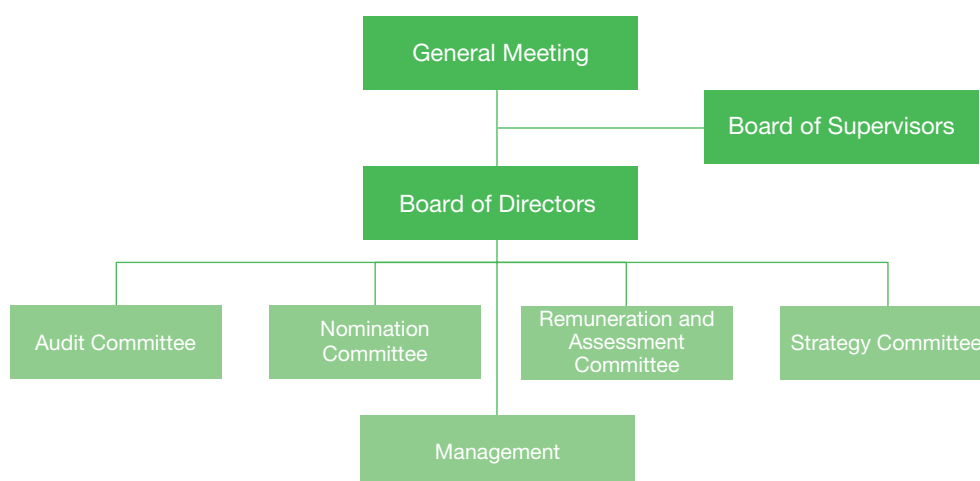 General Meeting
Board of Supervisors
Board of Directors
Audit Committee
Nomination
Committee
Remuneration and
Assessment
Committee
Strategy Committee
Management